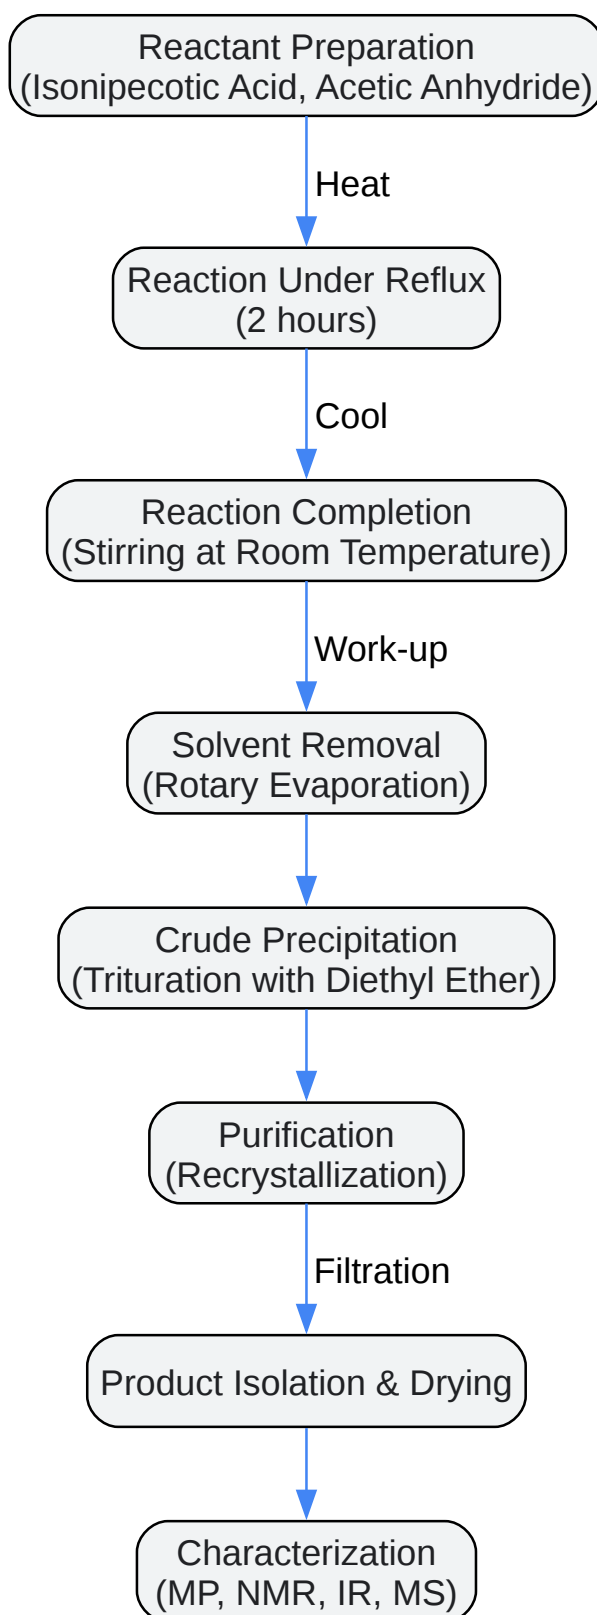 Reactant Preparation
(Isonipecotic Acid, Acetic Anhydride)
Heat
Reaction Under Reflux
(2 hours)
Cool
Reaction Completion
(Stirring at Room Temperature)
Work-up
Solvent Removal
(Rotary Evaporation)
Crude Precipitation
(Trituration with Diethyl Ether)
Purification
(Recrystallization)
Filtration
Product Isolation & Drying
Characterization
(MP, NMR, IR, MS)